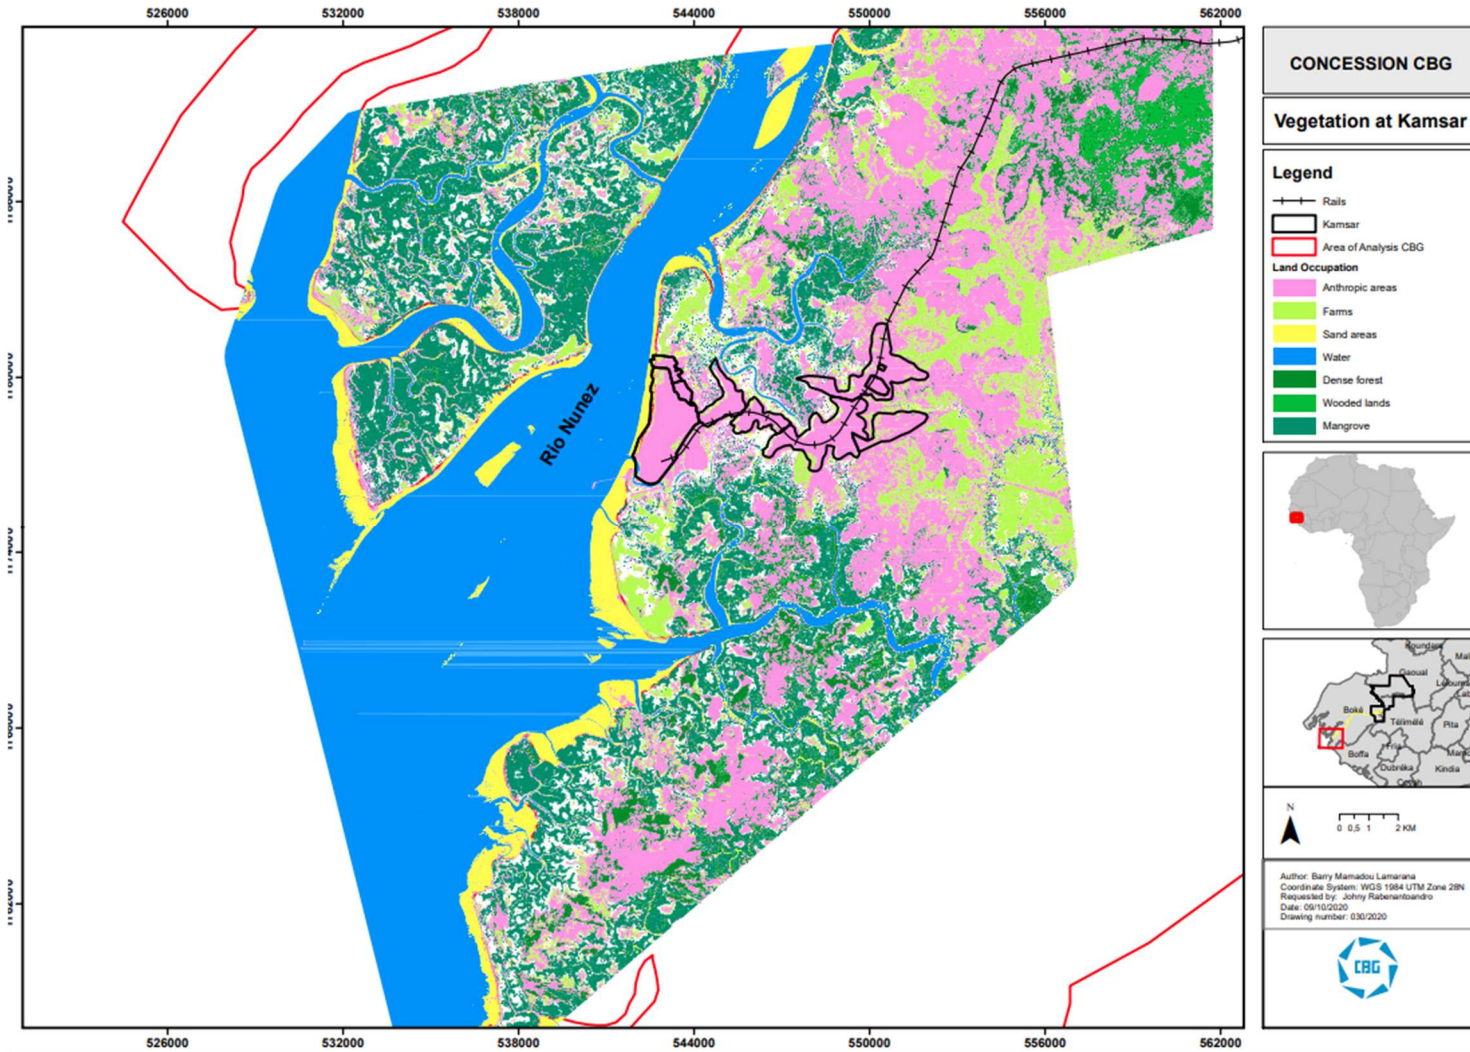 526000 532000 538000 544000 550000 556000 562000
CONCESSION CBG
Vegetation at Kamsar
Legend
Rails
Kamsar
Area of Analysis CBG
Land Occupation
Anthropic areas
Farms
Sand areas
Water
Dense forest
Wooded lands
Mangrove
Rio Nunez
Gaoual
Boké
Télimélé
Pita
Fria
Boffa
Dubréka
Kindia
N
0 0,5 1 2 KM
Author: Barry Mamadou Lamarana
Coordinate System: WGS 1984 UTM Zone 28N
Requested by: Johny Rabenantoandro
Date: 09/10/2020
Drawing number: 030/2020
CBG
526000 532000 538000 544000 550000 556000 562000